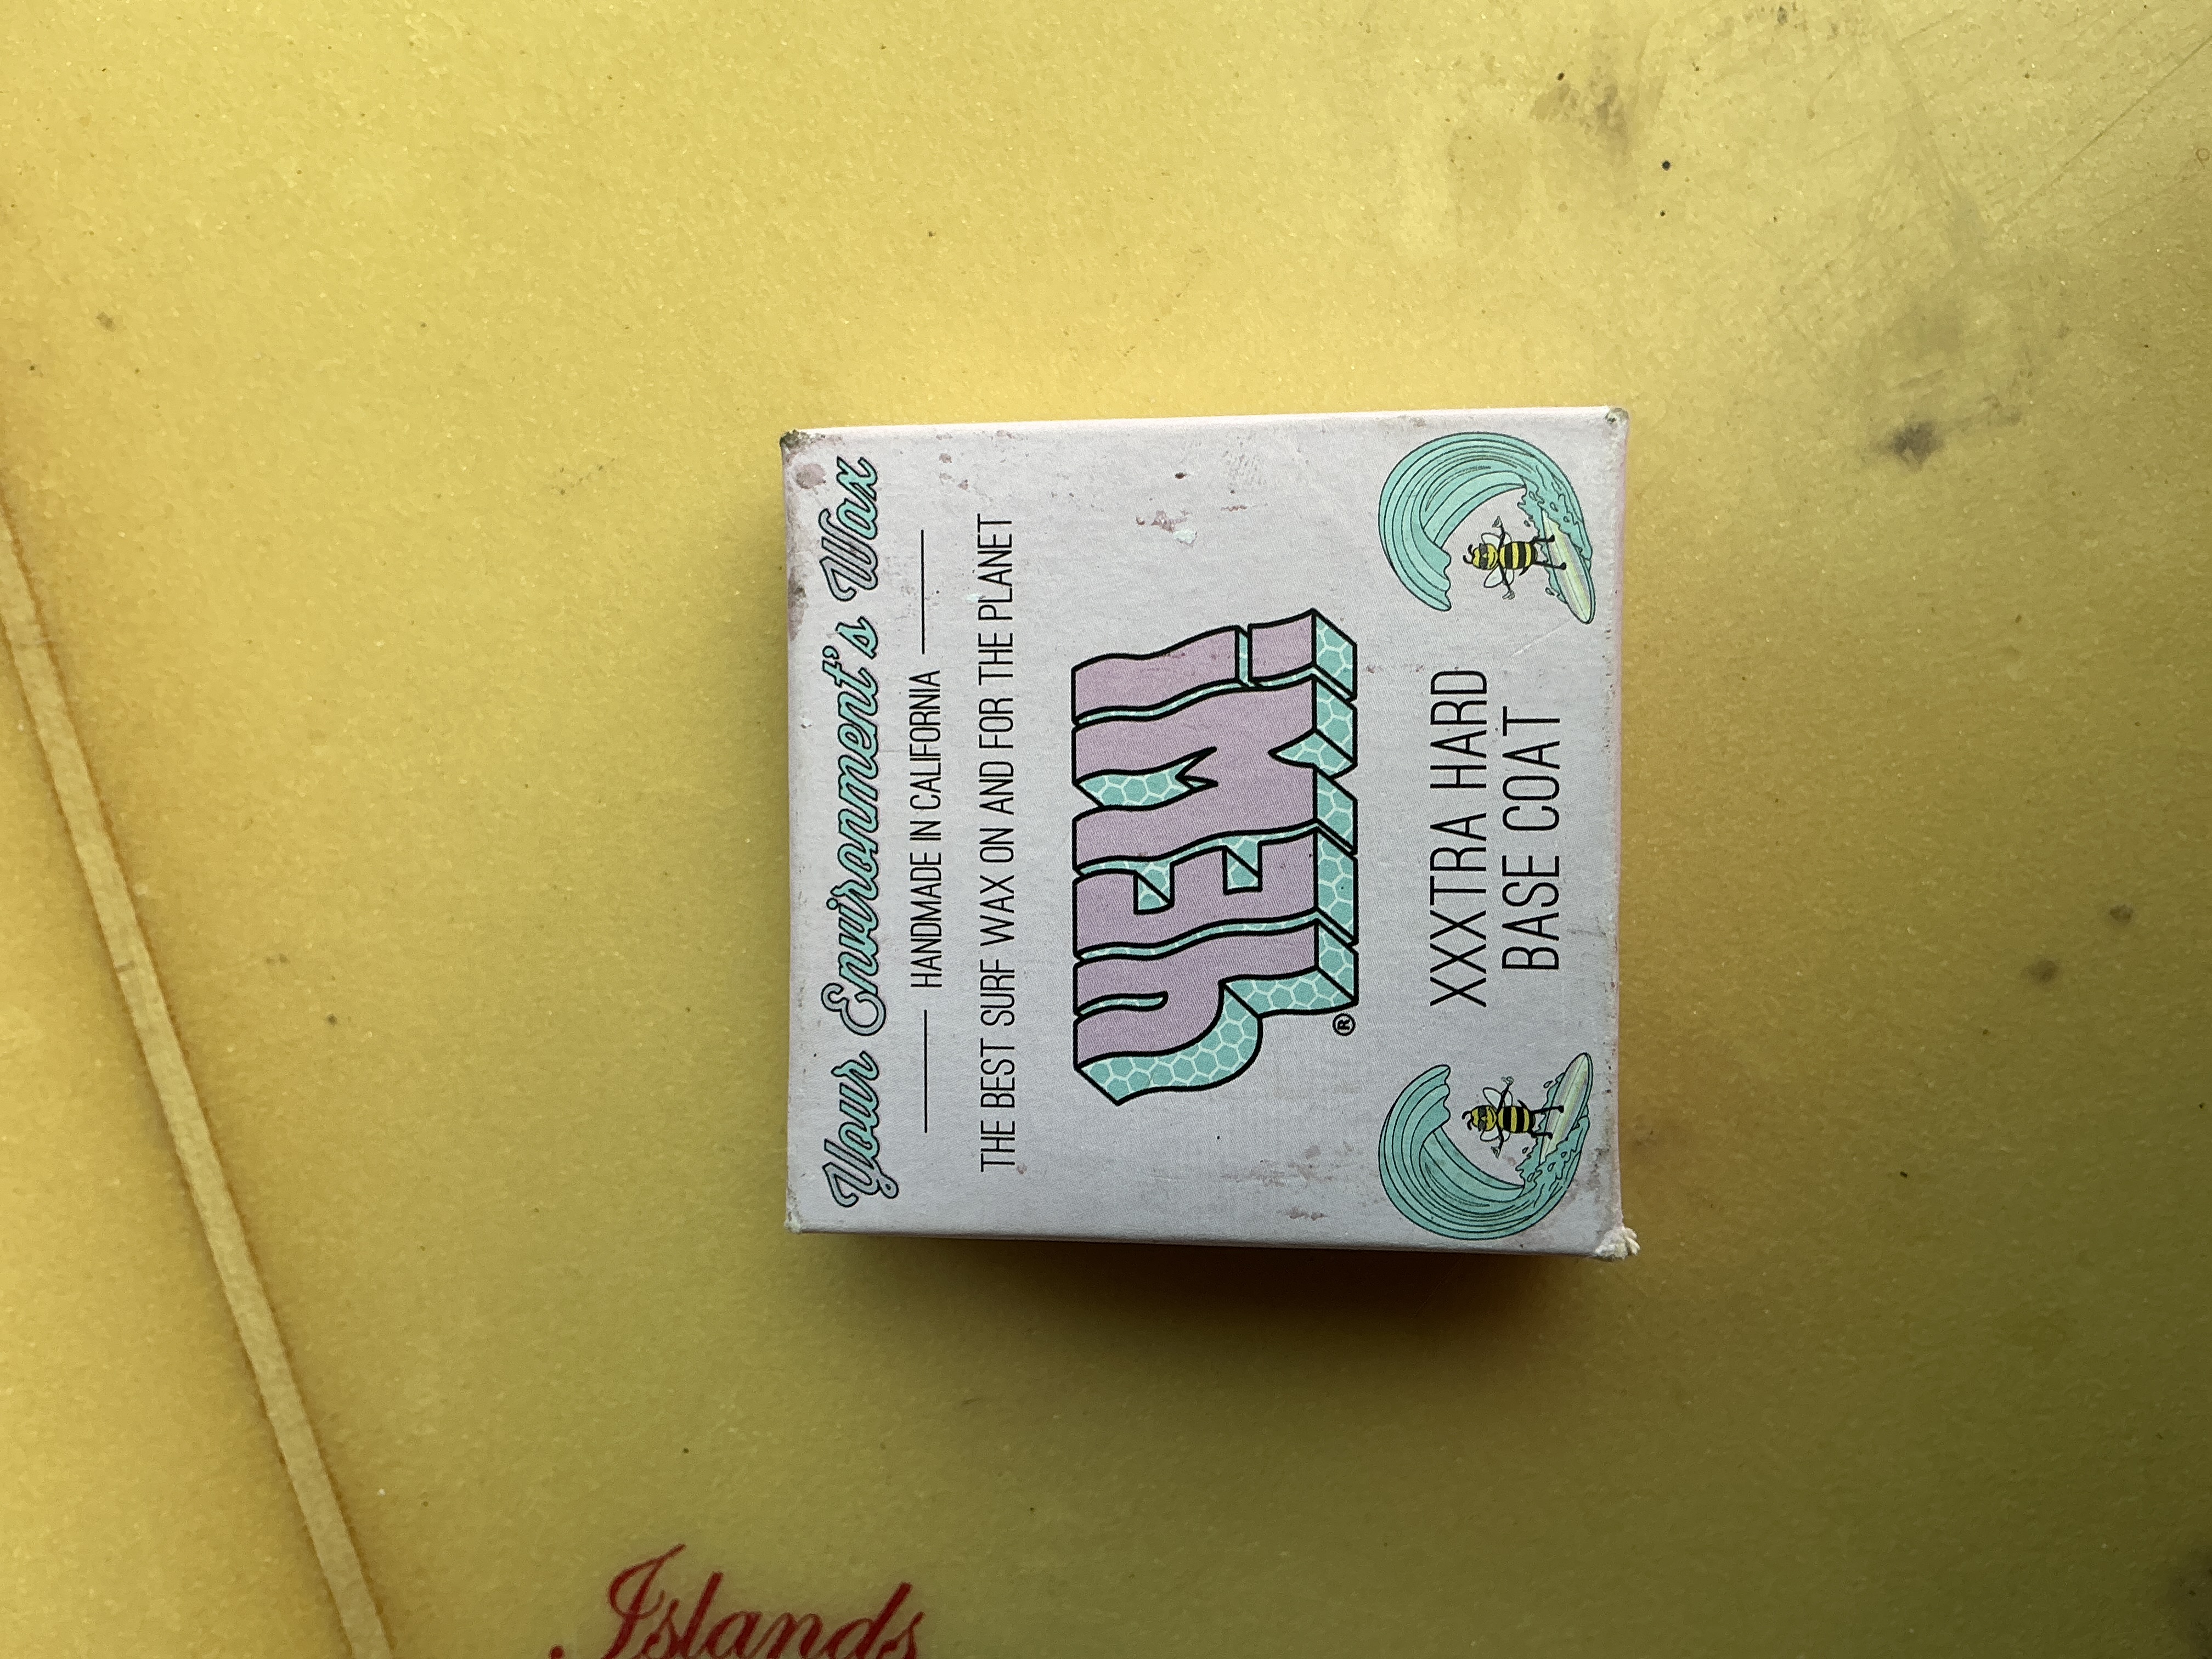 Your Environment's Wax
HANDMADE IN CALIFORNIA
THE BEST SURF WAX ON AND FOR THE PLANET
YEW!®
XXXTRA HARD
BASE COAT
Islands